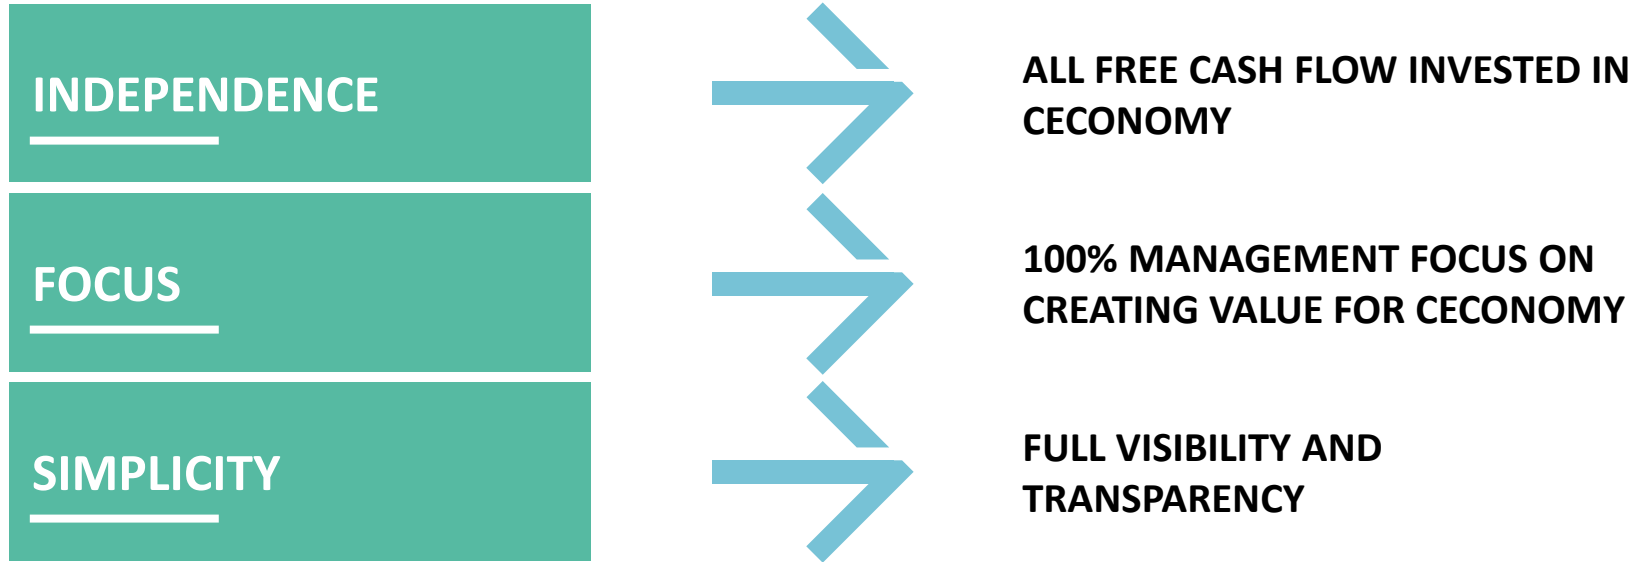 INDEPENDENCE
ALL FREE CASH FLOW INVESTED IN
CECONOMY
FOCUS
100% MANAGEMENT FOCUS ON
CREATING VALUE FOR CECONOMY
SIMPLICITY
FULL VISIBILITY AND
TRANSPARENCY